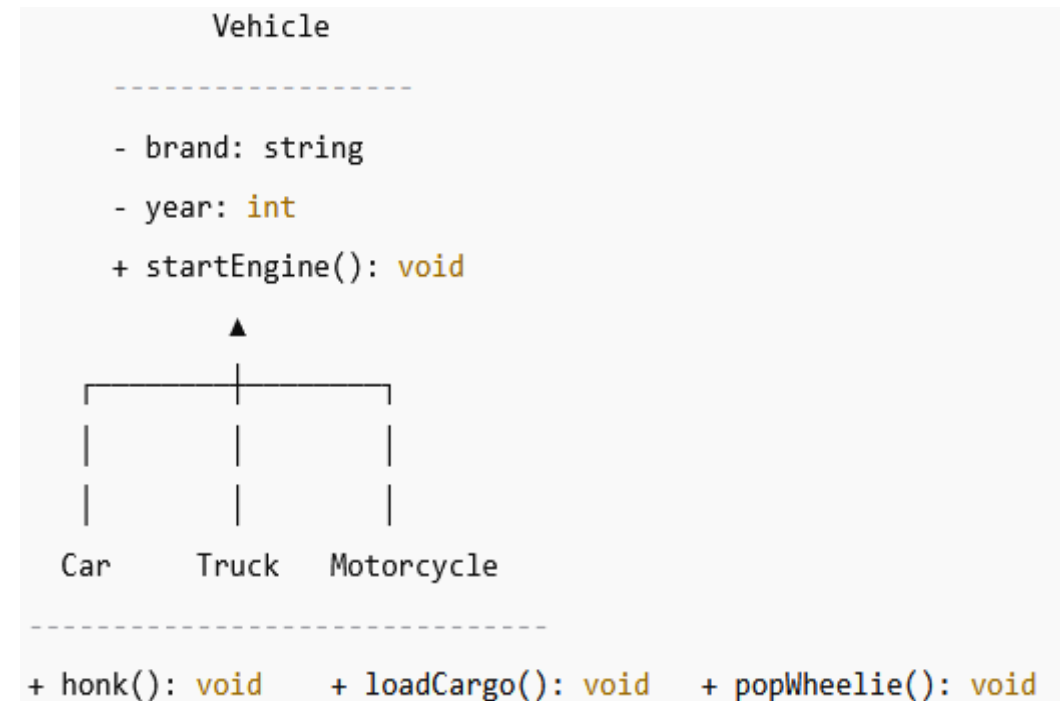 Vehicle
- brand: string
- year: int
+ startEngine(): void
Car Truck Motorcycle
+ honk(): void + loadCargo(): void + popWheelie(): void